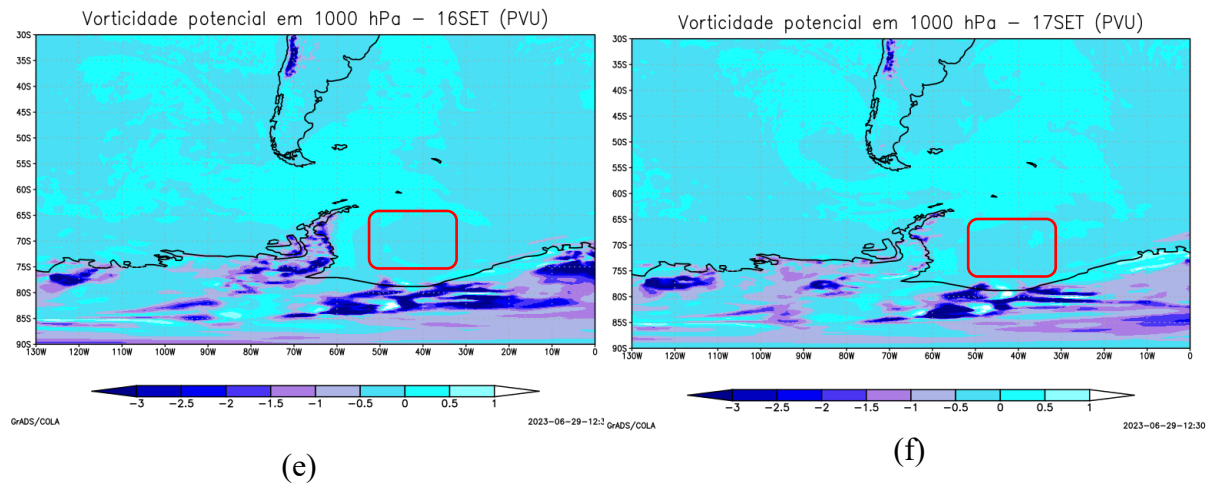 Vorticidade potencial em 1000 hPa – 16SET (PVU)
30S
35S
40S
45S
50S
55S
60S
65S
70S
75S
80S
85S
90S
130W 120W 110W 100W 90W 80W 70W 60W 50W 40W 30W 20W 10W 0
-3 -2.5 -2 -1.5 -1 -0.5 0 0.5 1
GrADS/COLA
(e)
Vorticidade potencial em 1000 hPa – 17SET (PVU)
30S
35S
40S
45S
50S
55S
60S
65S
70S
75S
80S
85S
90S
130W 120W 110W 100W 90W 80W 70W 60W 50W 40W 30W 20W 10W 0
-3 -2.5 -2 -1.5 -1 -0.5 0 0.5 1
GrADS/COLA 2023-06-29-12:30
(f)